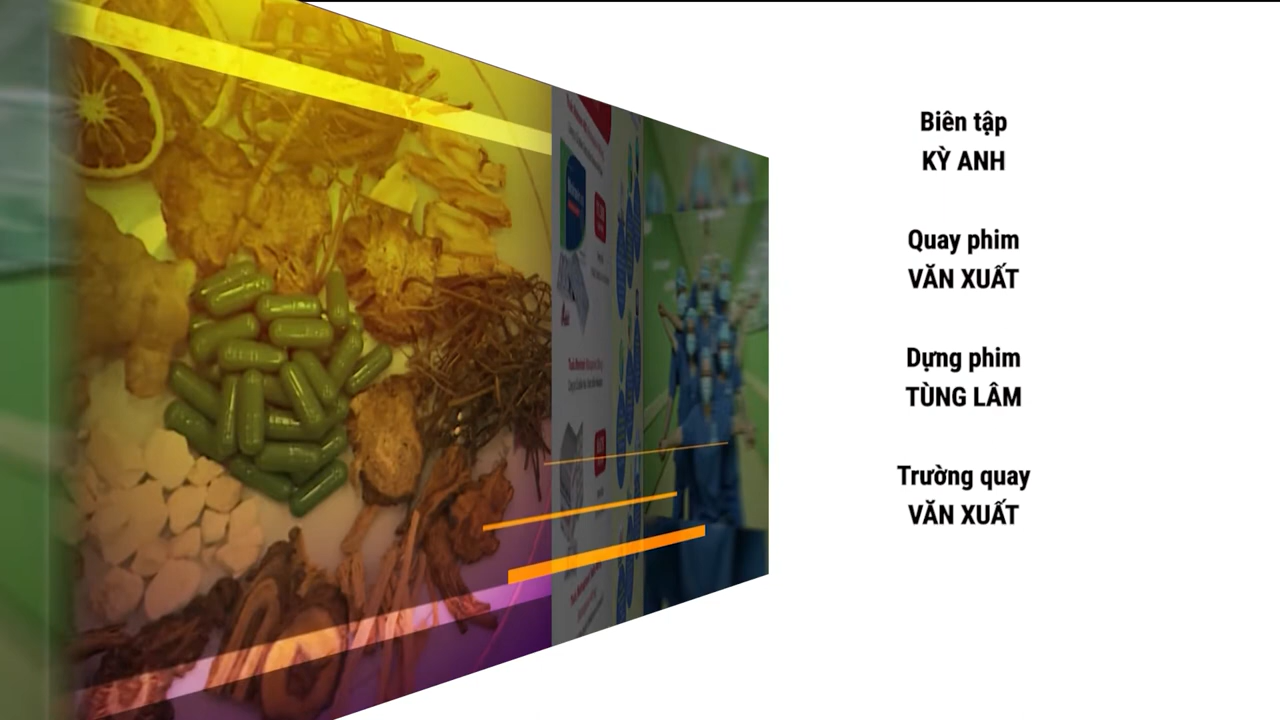 Biên tập
KỲ ANH
Quay phim
VĂN XUẤT
Dựng phim
TÙNG LÂM
Trường quay
VĂN XUẤT